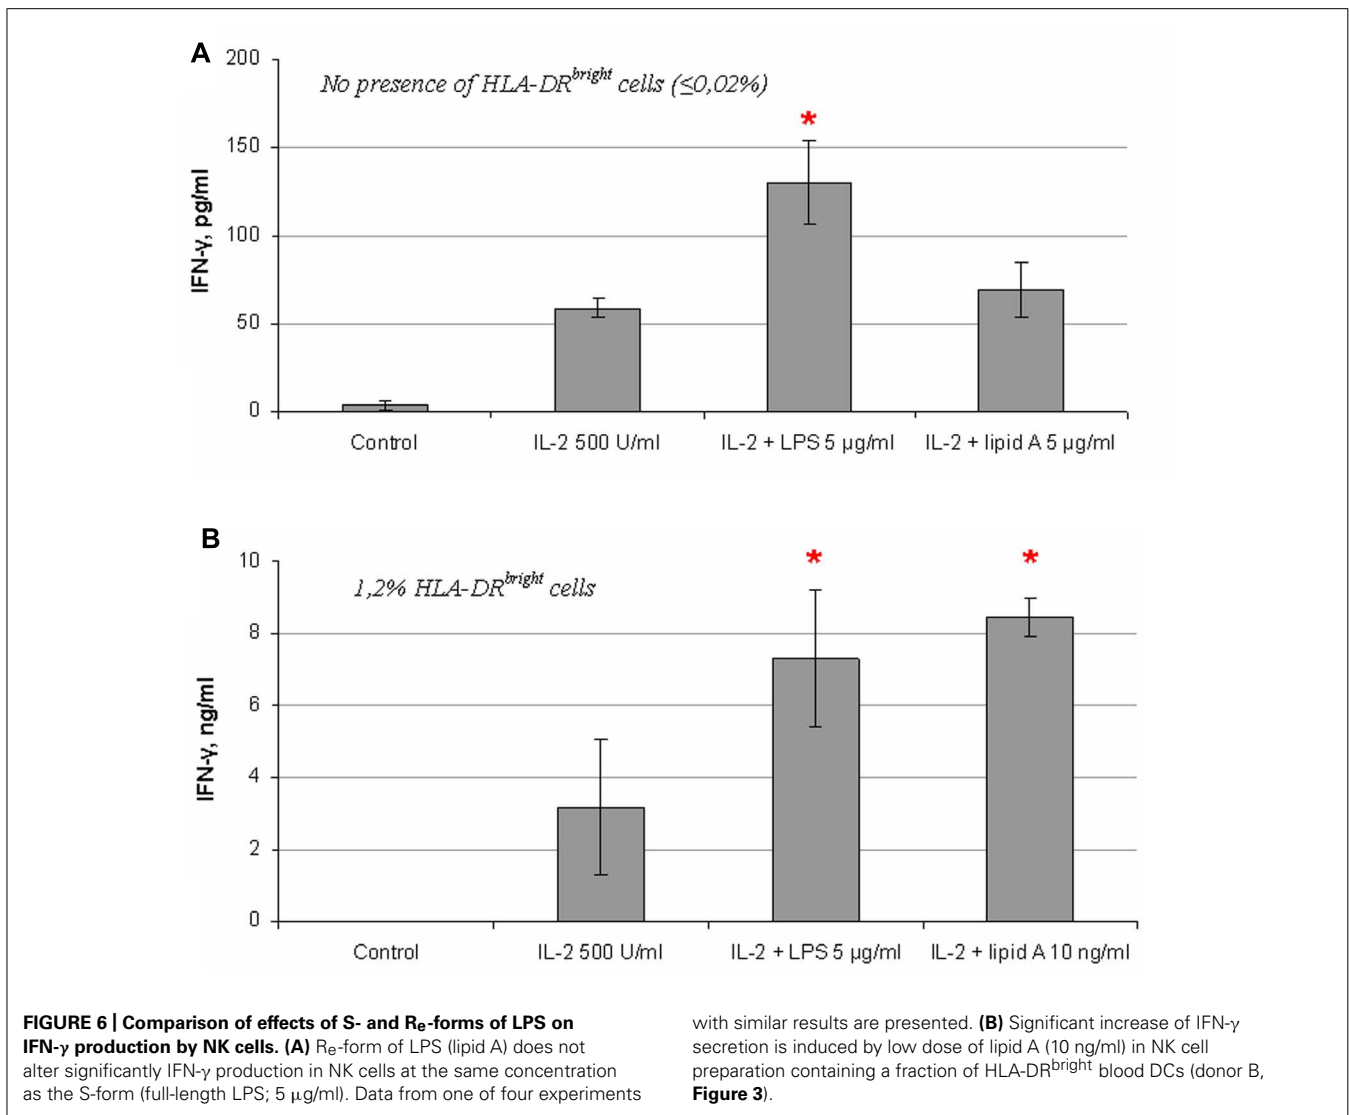 A
200
No presence of HLA-DRbright cells (≤0,02%)
*
150
100
50
0
IFN-γ, pg/ml
Control
IL-2 500 U/ml
IL-2 + LPS 5 μg/ml
IL-2 + lipid A 5 μg/ml
B
10
1,2% HLA-DRbright cells
*
*
8
6
4
2
0
IFN-γ, ng/ml
Control
IL-2 500 U/ml
IL-2 + LPS 5 μg/ml
IL-2 + lipid A 10 ng/ml
FIGURE 6 | Comparison of effects of S- and Re-forms of LPS on
IFN-γ production by NK cells. (A) Re-form of LPS (lipid A) does not
alter significantly IFN-γ production in NK cells at the same concentration
as the S-form (full-length LPS; 5 μg/ml). Data from one of four experiments
with similar results are presented. (B) Significant increase of IFN-γ
secretion is induced by low dose of lipid A (10 ng/ml) in NK cell
preparation containing a fraction of HLA-DRbright blood DCs (donor B,
Figure 3).